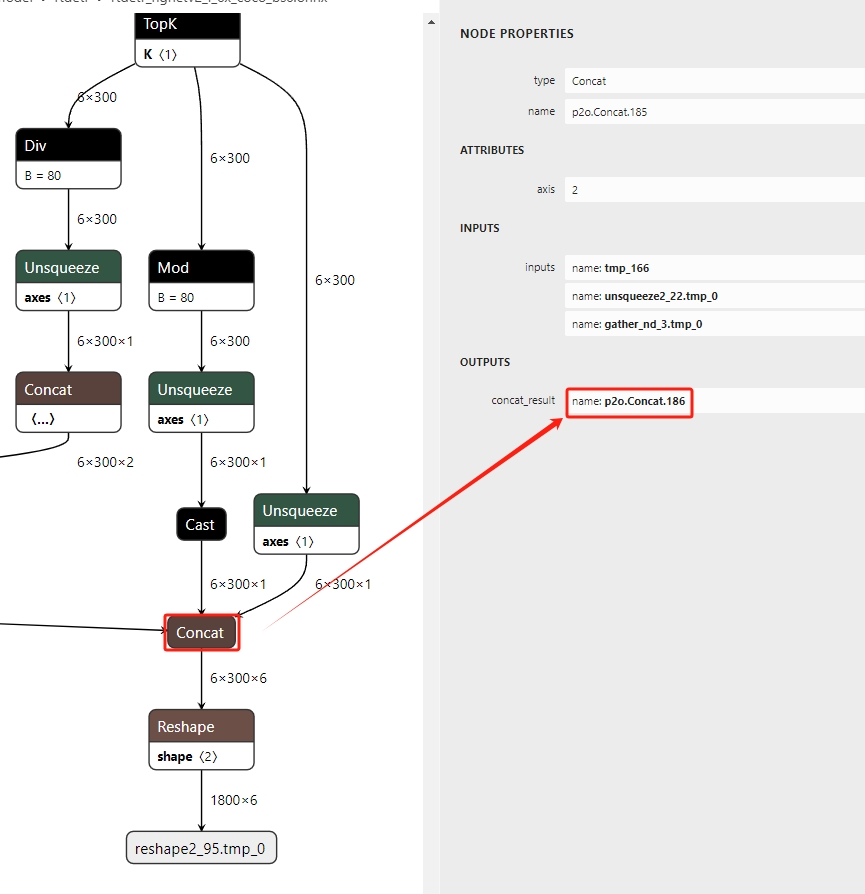 TopK
K ⟨1⟩
6×300
Div
B = 80
6×300
6×300
Unsqueeze
axes ⟨1⟩
Mod
B = 80
6×300
6×300×1
6×300
Concat
⟨...⟩
Unsqueeze
axes ⟨1⟩
6×300×2
6×300×1
Cast
Unsqueeze
axes ⟨1⟩
6×300×1
6×300×1
Concat
6×300×6
Reshape
shape ⟨2⟩
1800×6
reshape2_95.tmp_0
NODE PROPERTIES
type Concat
name p2o.Concat.185
ATTRIBUTES
axis 2
INPUTS
inputs name: tmp_166
name: unsqueeze2_22.tmp_0
name: gather_nd_3.tmp_0
OUTPUTS
concat_result name: p2o.Concat.186